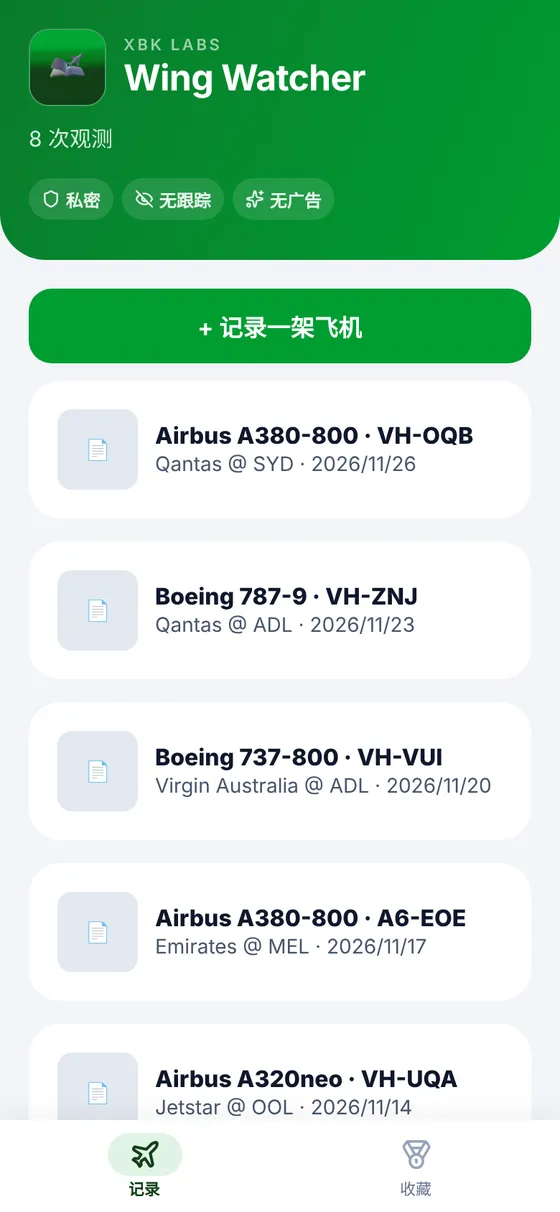 XBK LABS
Wing Watcher
8 次观测
私密
无跟踪
无广告
+ 记录一架飞机
Airbus A380-800 · VH-OQB
Qantas @ SYD · 2026/11/26
Boeing 787-9 · VH-ZNJ
Qantas @ ADL · 2026/11/23
Boeing 737-800 · VH-VUI
Virgin Australia @ ADL · 2026/11/20
Airbus A380-800 · A6-EOE
Emirates @ MEL · 2026/11/17
Airbus A320neo · VH-UQA
Jetstar @ OOL · 2026/11/14
记录
收藏